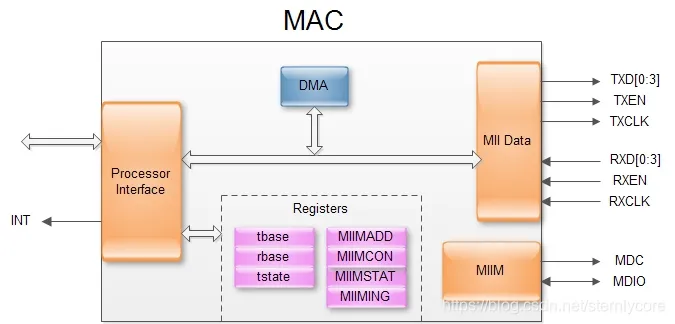 MAC
DMA
TXD[0:3]
TXEN
TXCLK
MII Data
RXD[0:3]
RXEN
RXCLK
Processor
Interface
INT
Registers
tbase
rbase
tstate
MIIMADD
MIIMCON
MIIMSTAT
MIIMING
MIIM
MDC
MDIO
https://blog.csdn.net/sternlycore